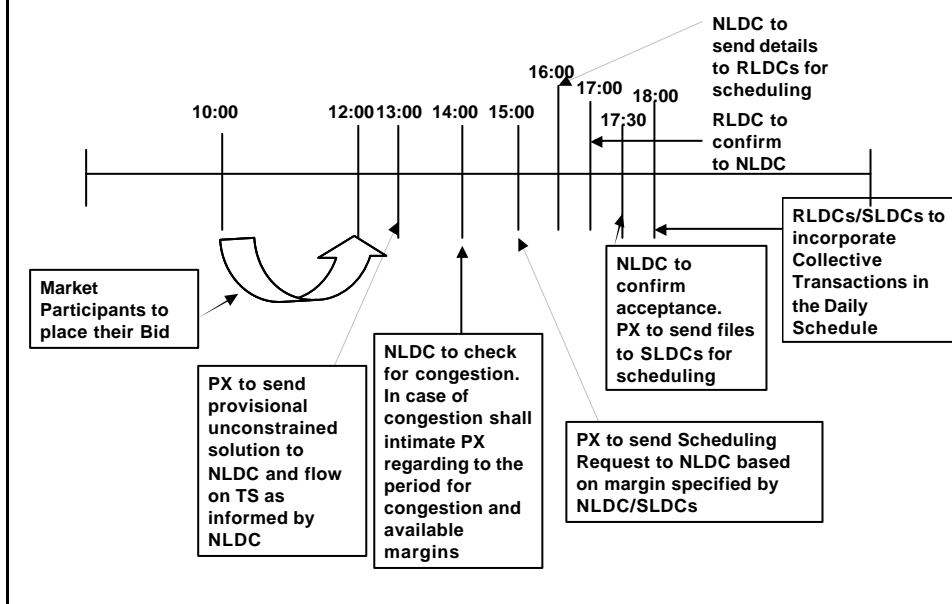 NLDC to
send details
to RLDCs for
scheduling
16:00
17:00
18:00
10:00
12:00 13:00
14:00
15:00
17:30
RLDC to
confirm
to NLDC
Market
Participants to
place their Bid
PX to send
provisional
unconstrained
solution to
NLDC and flow
on TS as
informed by
NLDC
NLDC to check
for congestion.
In case of
congestion shall
intimate PX
regarding to the
period for
congestion and
available
margins
PX to send Scheduling
Request to NLDC based
on margin specified by
NLDC/SLDCs
NLDC to
confirm
acceptance.
PX to send files
to SLDCs for
scheduling
RLDCs/SLDCs to
incorporate
Collective
Transactions in
the Daily
Schedule